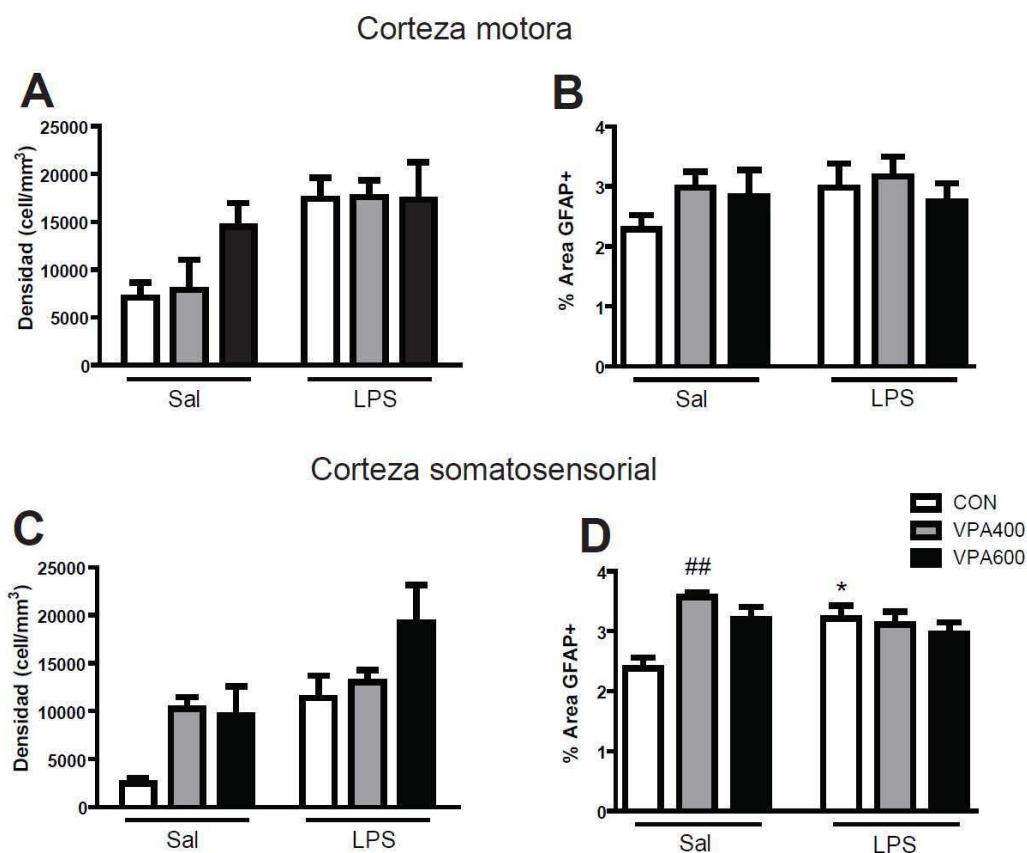 Corteza motora
A
Densidad (cell/mm³)
25000
20000
15000
10000
5000
0
Sal
LPS
B
% Area GFAP+
4
3
2
1
0
Sal
LPS
Corteza somatosensorial
C
Densidad (cell/mm³)
25000
20000
15000
10000
5000
0
Sal
LPS
CON
VPA400
VPA600
D
% Area GFAP+
4
3
2
1
0
##
*
Sal
LPS